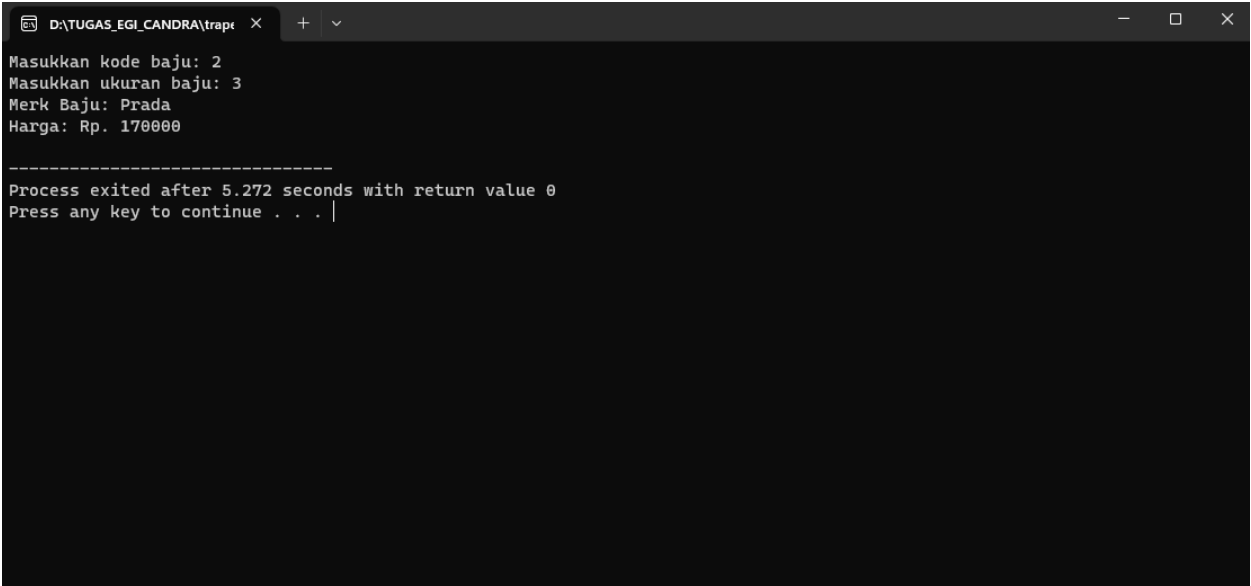 D:\TUGAS_EGI_CANDRA\trape
Masukkan kode baju: 2
Masukkan ukuran baju: 3
Merk Baju: Prada
Harga: Rp. 170000
--------------------------------
Process exited after 5.272 seconds with return value 0
Press any key to continue . . .